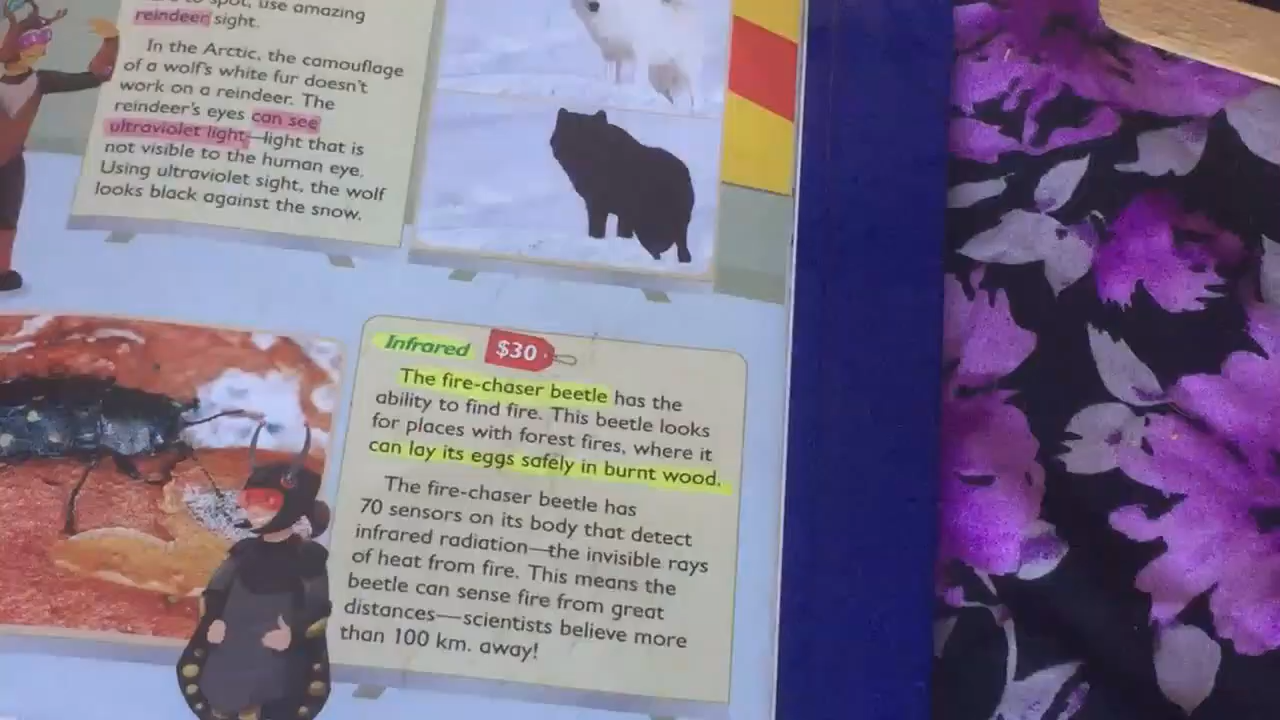 to spot, use amazing
reindeer sight.
In the Arctic, the camouflage
of a wolf's white fur doesn't
work on a reindeer. The
reindeer's eyes can see
ultraviolet light—light that is
not visible to the human eye.
Using ultraviolet sight, the wolf
looks black against the snow.
Infrared $30
The fire-chaser beetle has the
ability to find fire. This beetle looks
for places with forest fires, where it
can lay its eggs safely in burnt wood.
The fire-chaser beetle has
70 sensors on its body that detect
infrared radiation—the invisible rays
of heat from fire. This means the
beetle can sense fire from great
distances—scientists believe more
than 100 km. away!